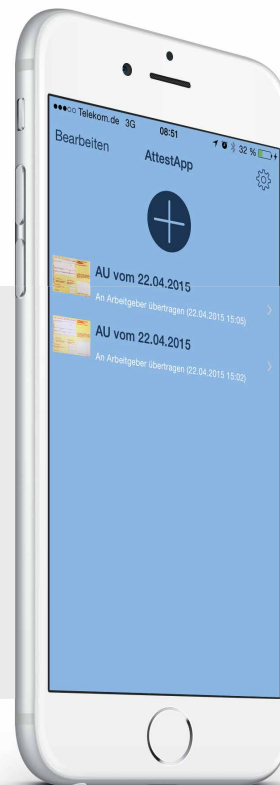 Telekom.de 3G 08:51 32 %
Bearbeiten AttestApp
AU vom 22.04.2015
An Arbeitgeber übertragen (22.04.2015 15:05)
AU vom 22.04.2015
An Arbeitgeber übertragen (22.04.2015 15:02)